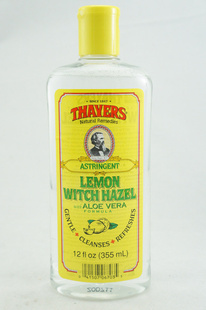 SINCE 1847
THAYERS
Natural Remedies
ASTRINGENT
LEMON
WITCH HAZEL
with ALOE VERA
FORMULA
GENTLE • CLEANSES • REFRESHES
12 fl oz (355 mL)